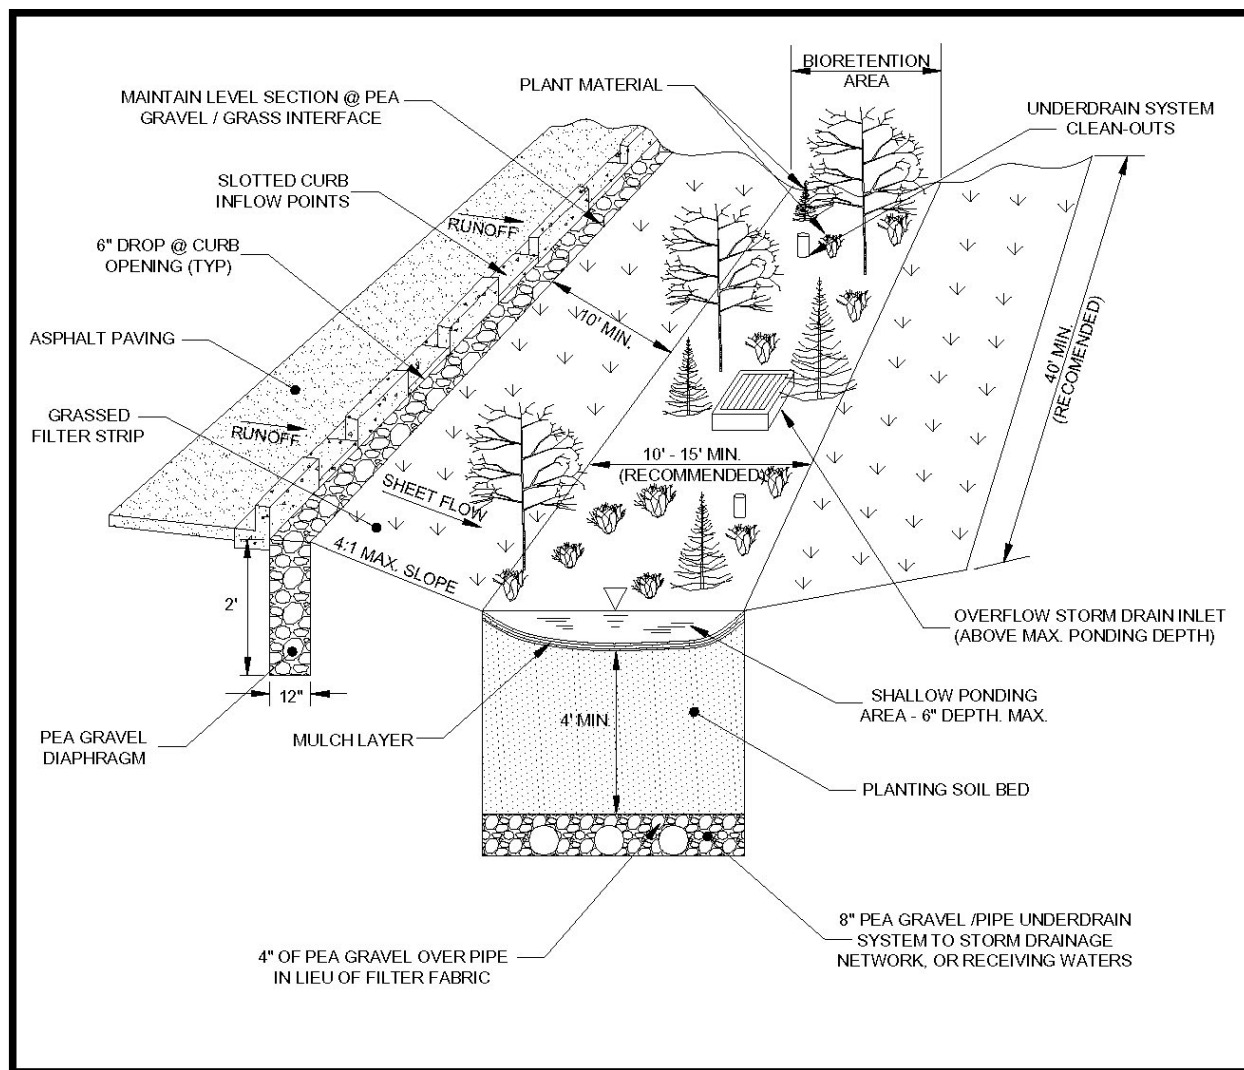 BIORETENTION
AREA
PLANT MATERIAL
MAINTAIN LEVEL SECTION @ PEA
GRAVEL / GRASS INTERFACE
UNDERDRAIN SYSTEM
CLEAN-OUTS
SLOTTED CURB
INFLOW POINTS
RUNOFF
6" DROP @ CURB
OPENING (TYP)
10' MIN.
ASPHALT PAVING
40' MIN.
(RECOMENDED)
GRASSED
FILTER STRIP
RUNOFF
10' - 15' MIN.
(RECOMMENDED)
SHEET FLOW
4:1 MAX. SLOPE
2'
OVERFLOW STORM DRAIN INLET
(ABOVE MAX. PONDING DEPTH)
12"
SHALLOW PONDING
AREA - 6" DEPTH. MAX.
4' MIN.
PEA GRAVEL
DIAPHRAGM
MULCH LAYER
PLANTING SOIL BED
8" PEA GRAVEL /PIPE UNDERDRAIN
SYSTEM TO STORM DRAINAGE
NETWORK, OR RECEIVING WATERS
4" OF PEA GRAVEL OVER PIPE
IN LIEU OF FILTER FABRIC